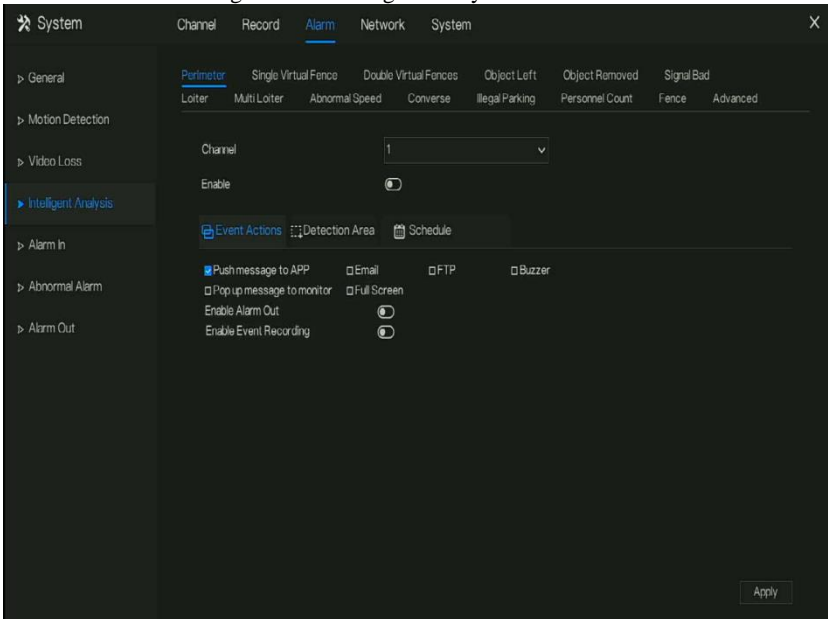 System Channel Record Alarm Network System X
General
Motion Detection
Video Loss
Intelligent Analysis
Alarm In
Abnormal Alarm
Alarm Out
Perimeter Single Virtual Fence Double Virtual Fences Object Left Object Removed Signal Bad
Loiter Multi Loiter Abnormal Speed Converse Illegal Parking Personnel Count Fence Advanced
Channel 1
Enable
Event Actions Detection Area Schedule
Push message to APP Email FTP Buzzer
Pop up message to monitor Full Screen
Enable Alarm Out
Enable Event Recording
Apply